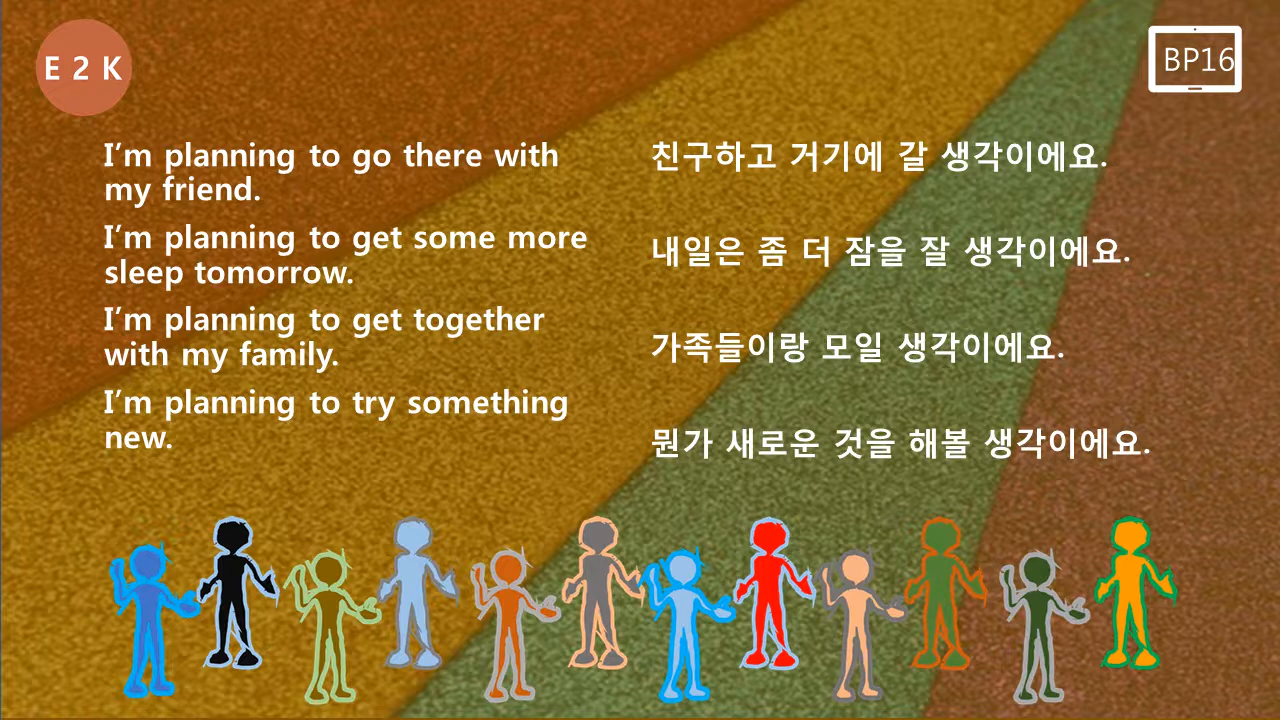 E 2 K
BP16
I'm planning to go there with
my friend.
I'm planning to get some more
sleep tomorrow.
I'm planning to get together
with my family.
I'm planning to try something
new.
친구하고 거기에 갈 생각이에요.
내일은 좀 더 잠을 잘 생각이에요.
가족들이랑 모일 생각이에요.
뭔가 새로운 것을 해볼 생각이에요.